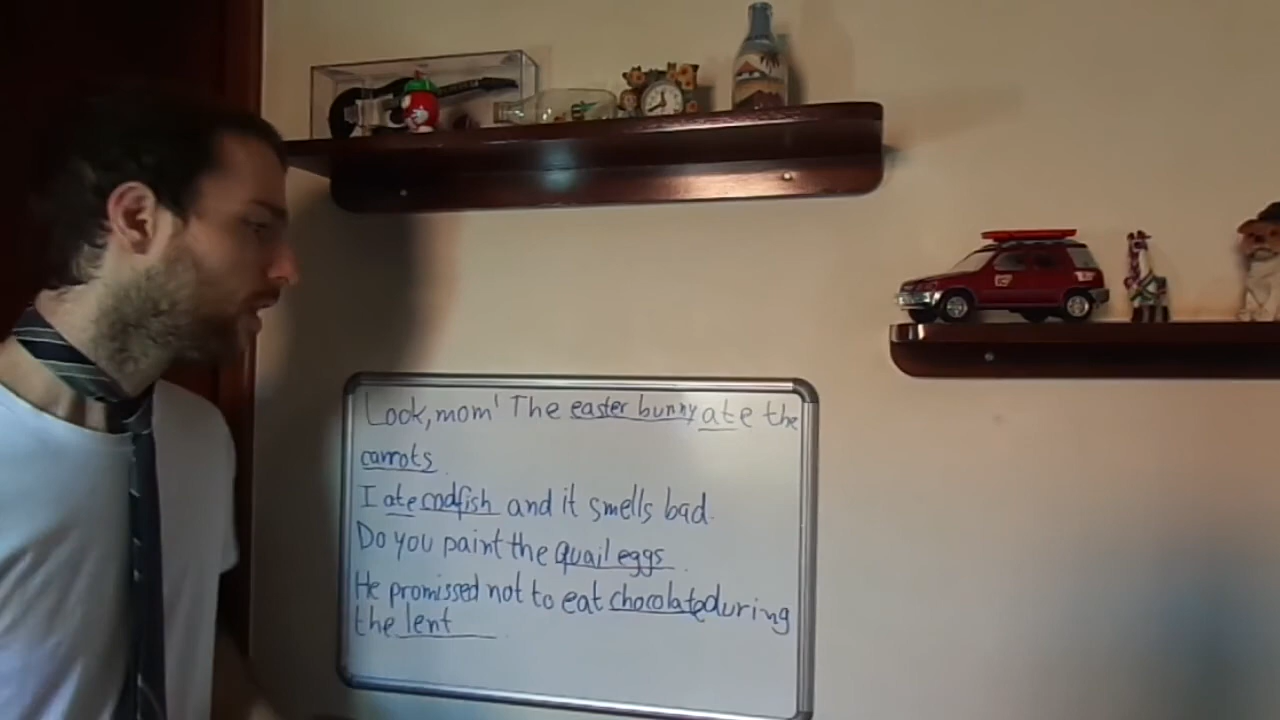 Look, mom! The easter bunny ate the
carrots
I ate codfish and it smells bad.
Do you paint the quail eggs
He promissed not to eat chocolate during
the lent